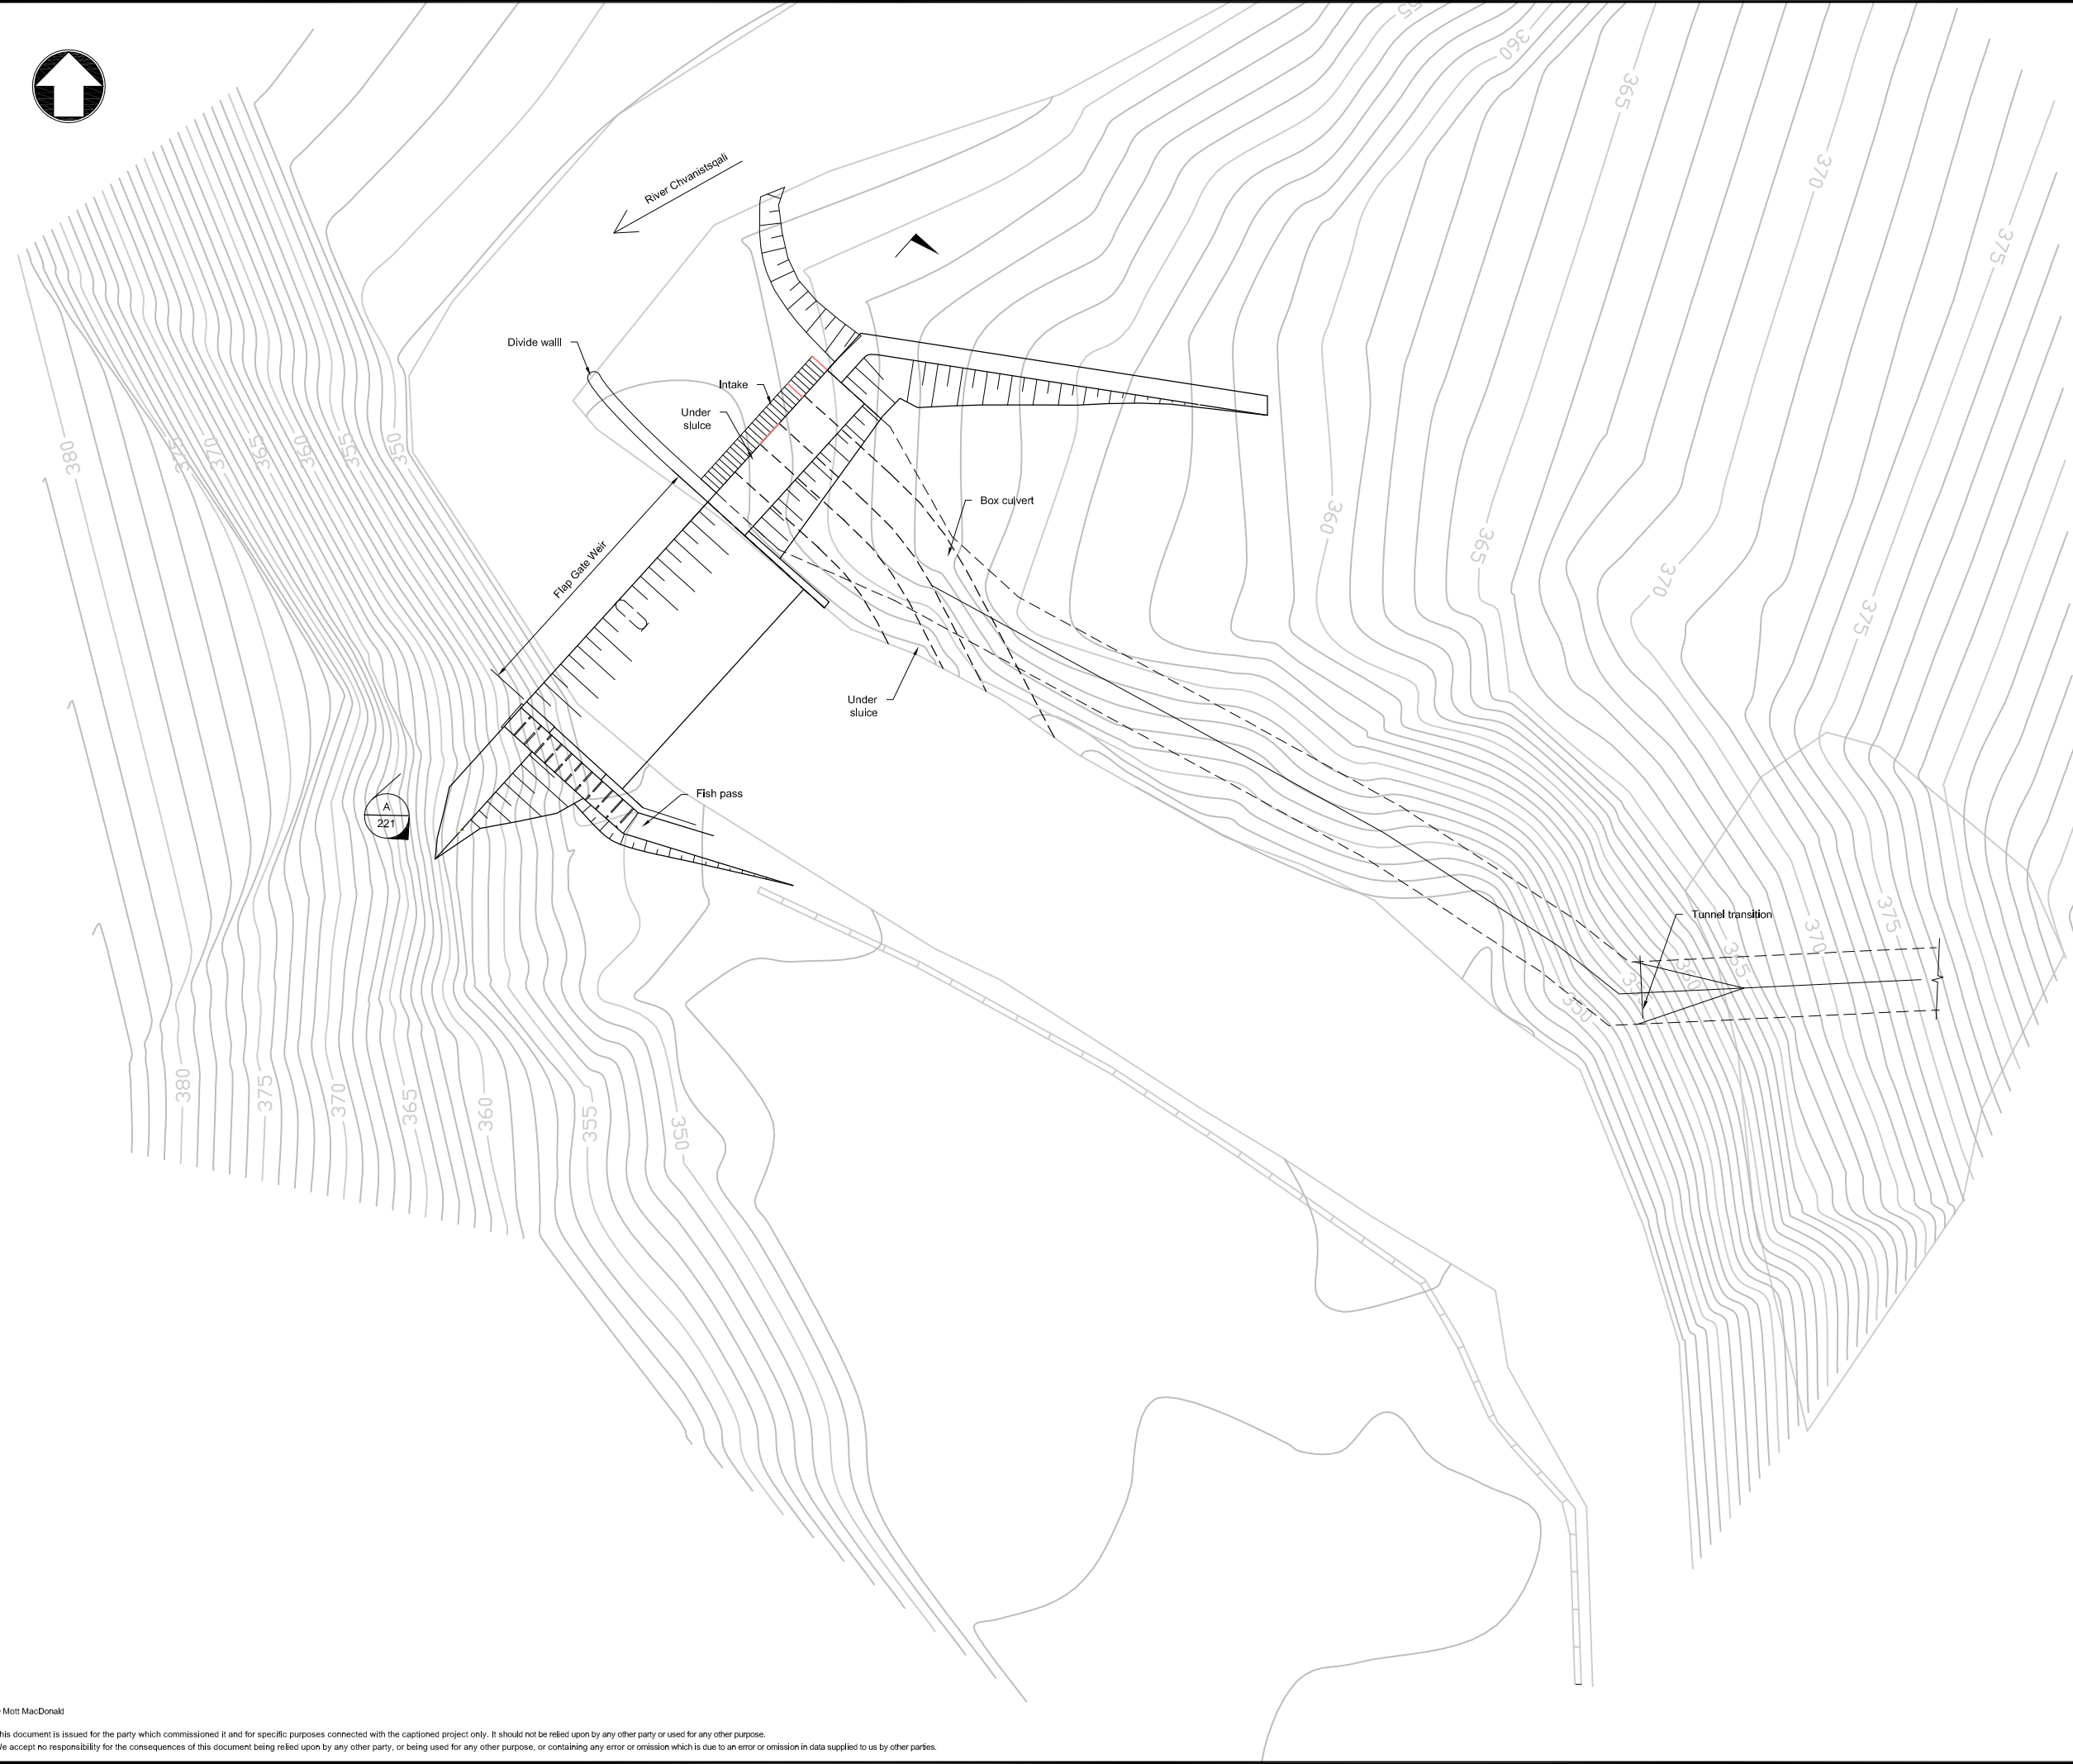 55
360
365
370
375
River Chvanistsqali
Divide walll
Intake
Under
sluice
380
375
370
365
360
355
350
Box culvert
360
365
370
375
Flap Gate Weir
Under
sluice
A
221
Fish pass
Tunnel transition
350
355
360
365
370
375
380
375
370
365
360
355
350
Mott MacDonald
his document is issued for the party which commissioned it and for specific purposes connected with the captioned project only. It should not be relied upon by any other party or used for any other purpose.
e accept no responsibility for the consequences of this document being relied upon by any other party, or being used for any other purpose, or containing any error or omission which is due to an error or omission in data supplied to us by other parties.